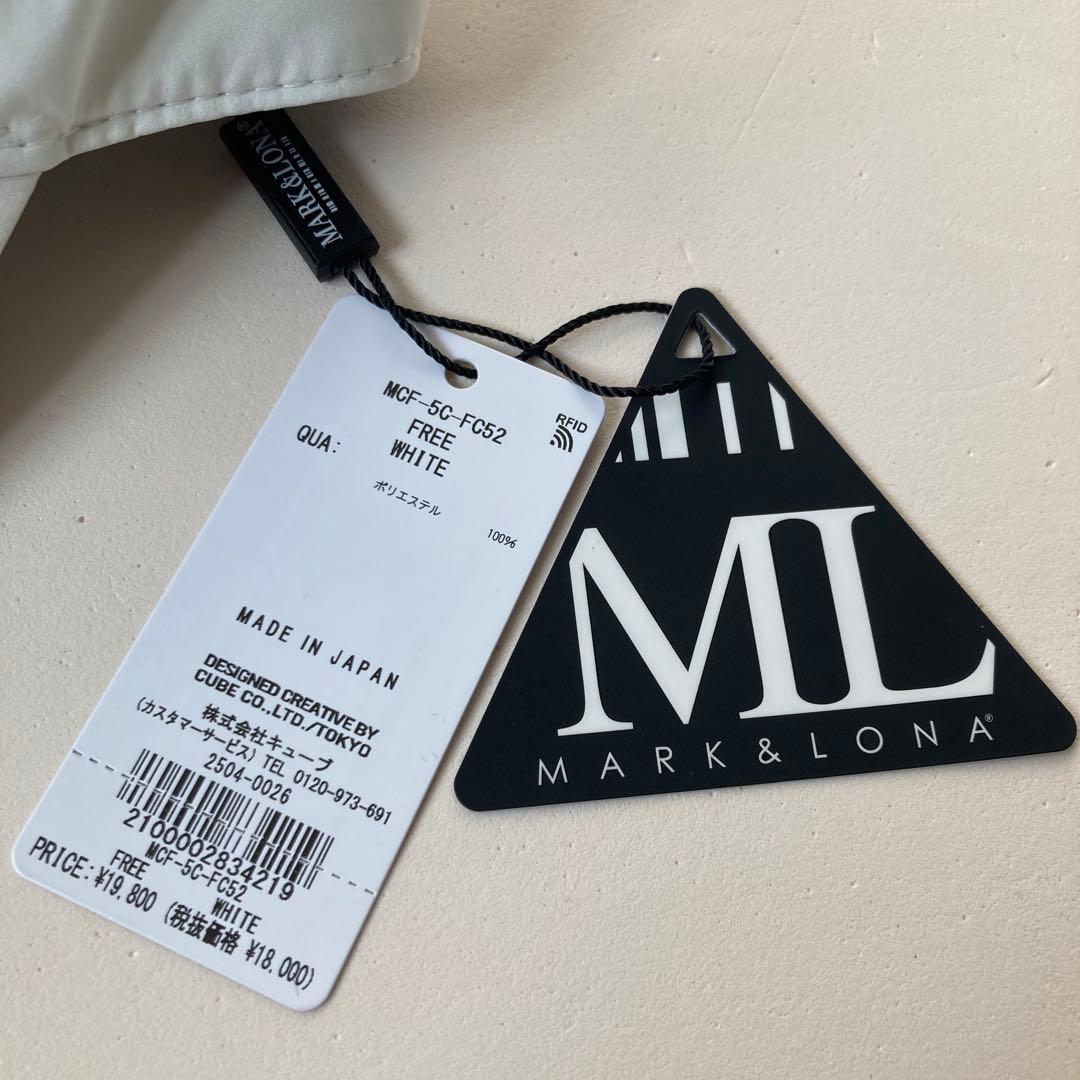 MARK&LONA®
MCF-5C-FC52
FREE
WHITE
RFID
QUA:
ポリエステル
100%
MADE IN JAPAN
DESIGNED CREATIVE BY
CUBE CO.,LTD./TOKYO
株式会社キューブ
(カスタマーサービス) TEL 0120-973-691
2504-0026
2100002834219
MCF-5C-FC52
FREE WHITE
PRICE:¥19,800 (税抜価格 ¥18,000)
ML
MARK & LONA®